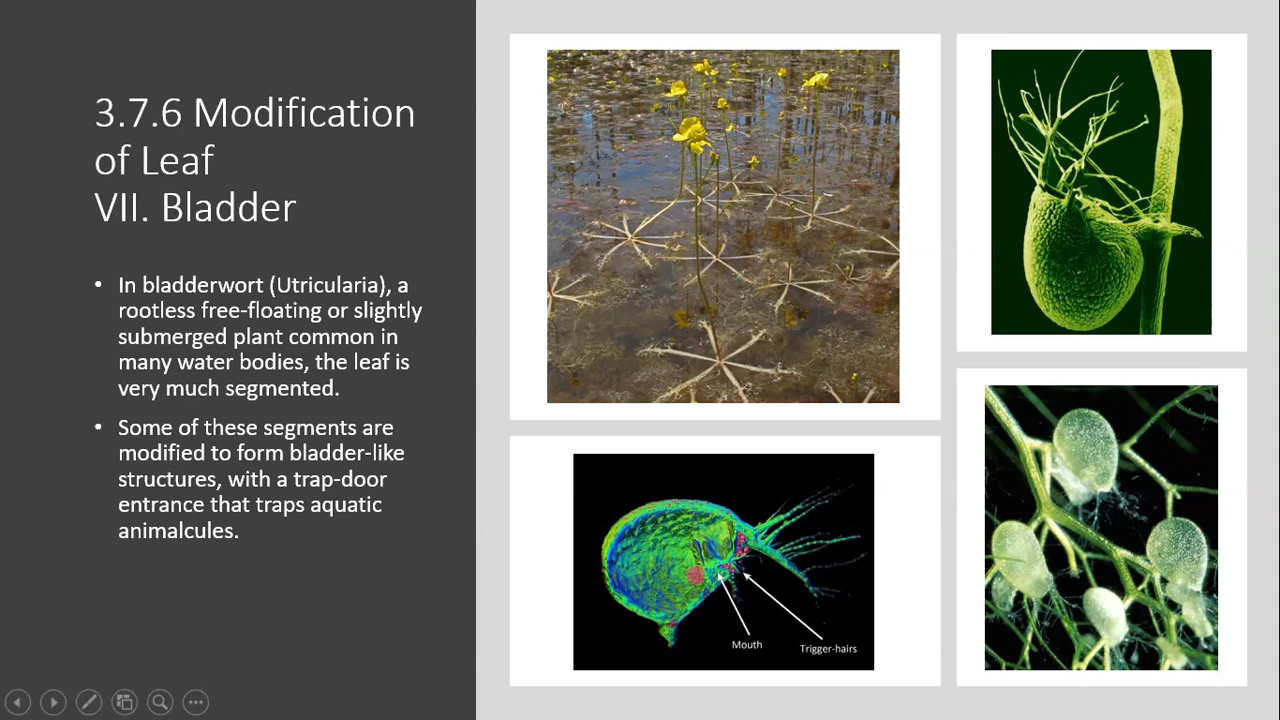 3.7.6 Modification
of Leaf
VII. Bladder
• In bladderwort (Utricularia), a
rootless free-floating or slightly
submerged plant common in
many water bodies, the leaf is
very much segmented.
• Some of these segments are
modified to form bladder-like
structures, with a trap-door
entrance that traps aquatic
animalcules.
Mouth
Trigger-hairs